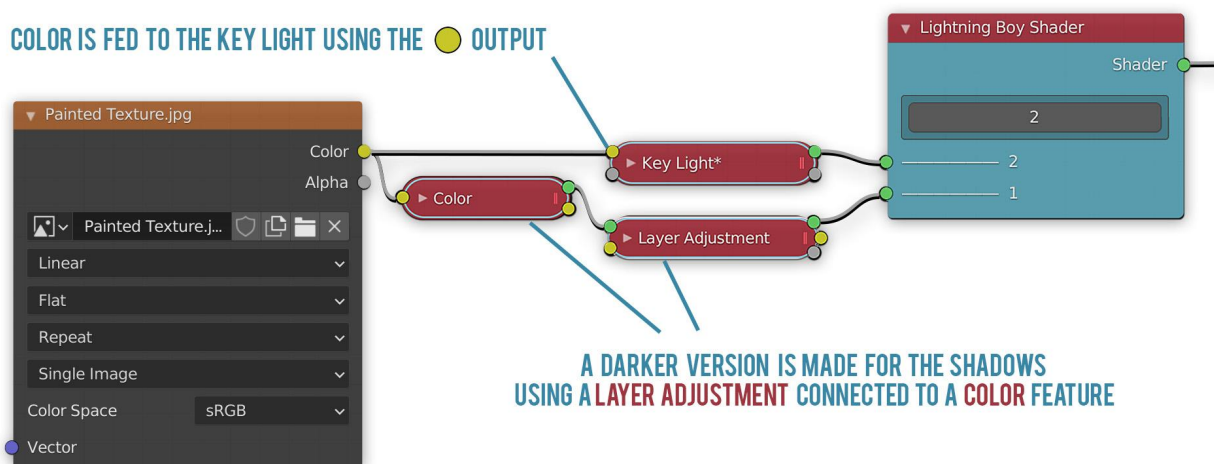 COLOR IS FED TO THE KEY LIGHT USING THE OUTPUT
Lightning Boy Shader
Shader
2
2
1
Painted Texture.jpg
Color
Alpha
Key Light*
Color
Layer Adjustment
Painted Texture.j...
Linear
Flat
Repeat
Single Image
Color Space sRGB
Vector
A DARKER VERSION IS MADE FOR THE SHADOWS
USING A LAYER ADJUSTMENT CONNECTED TO A COLOR FEATURE